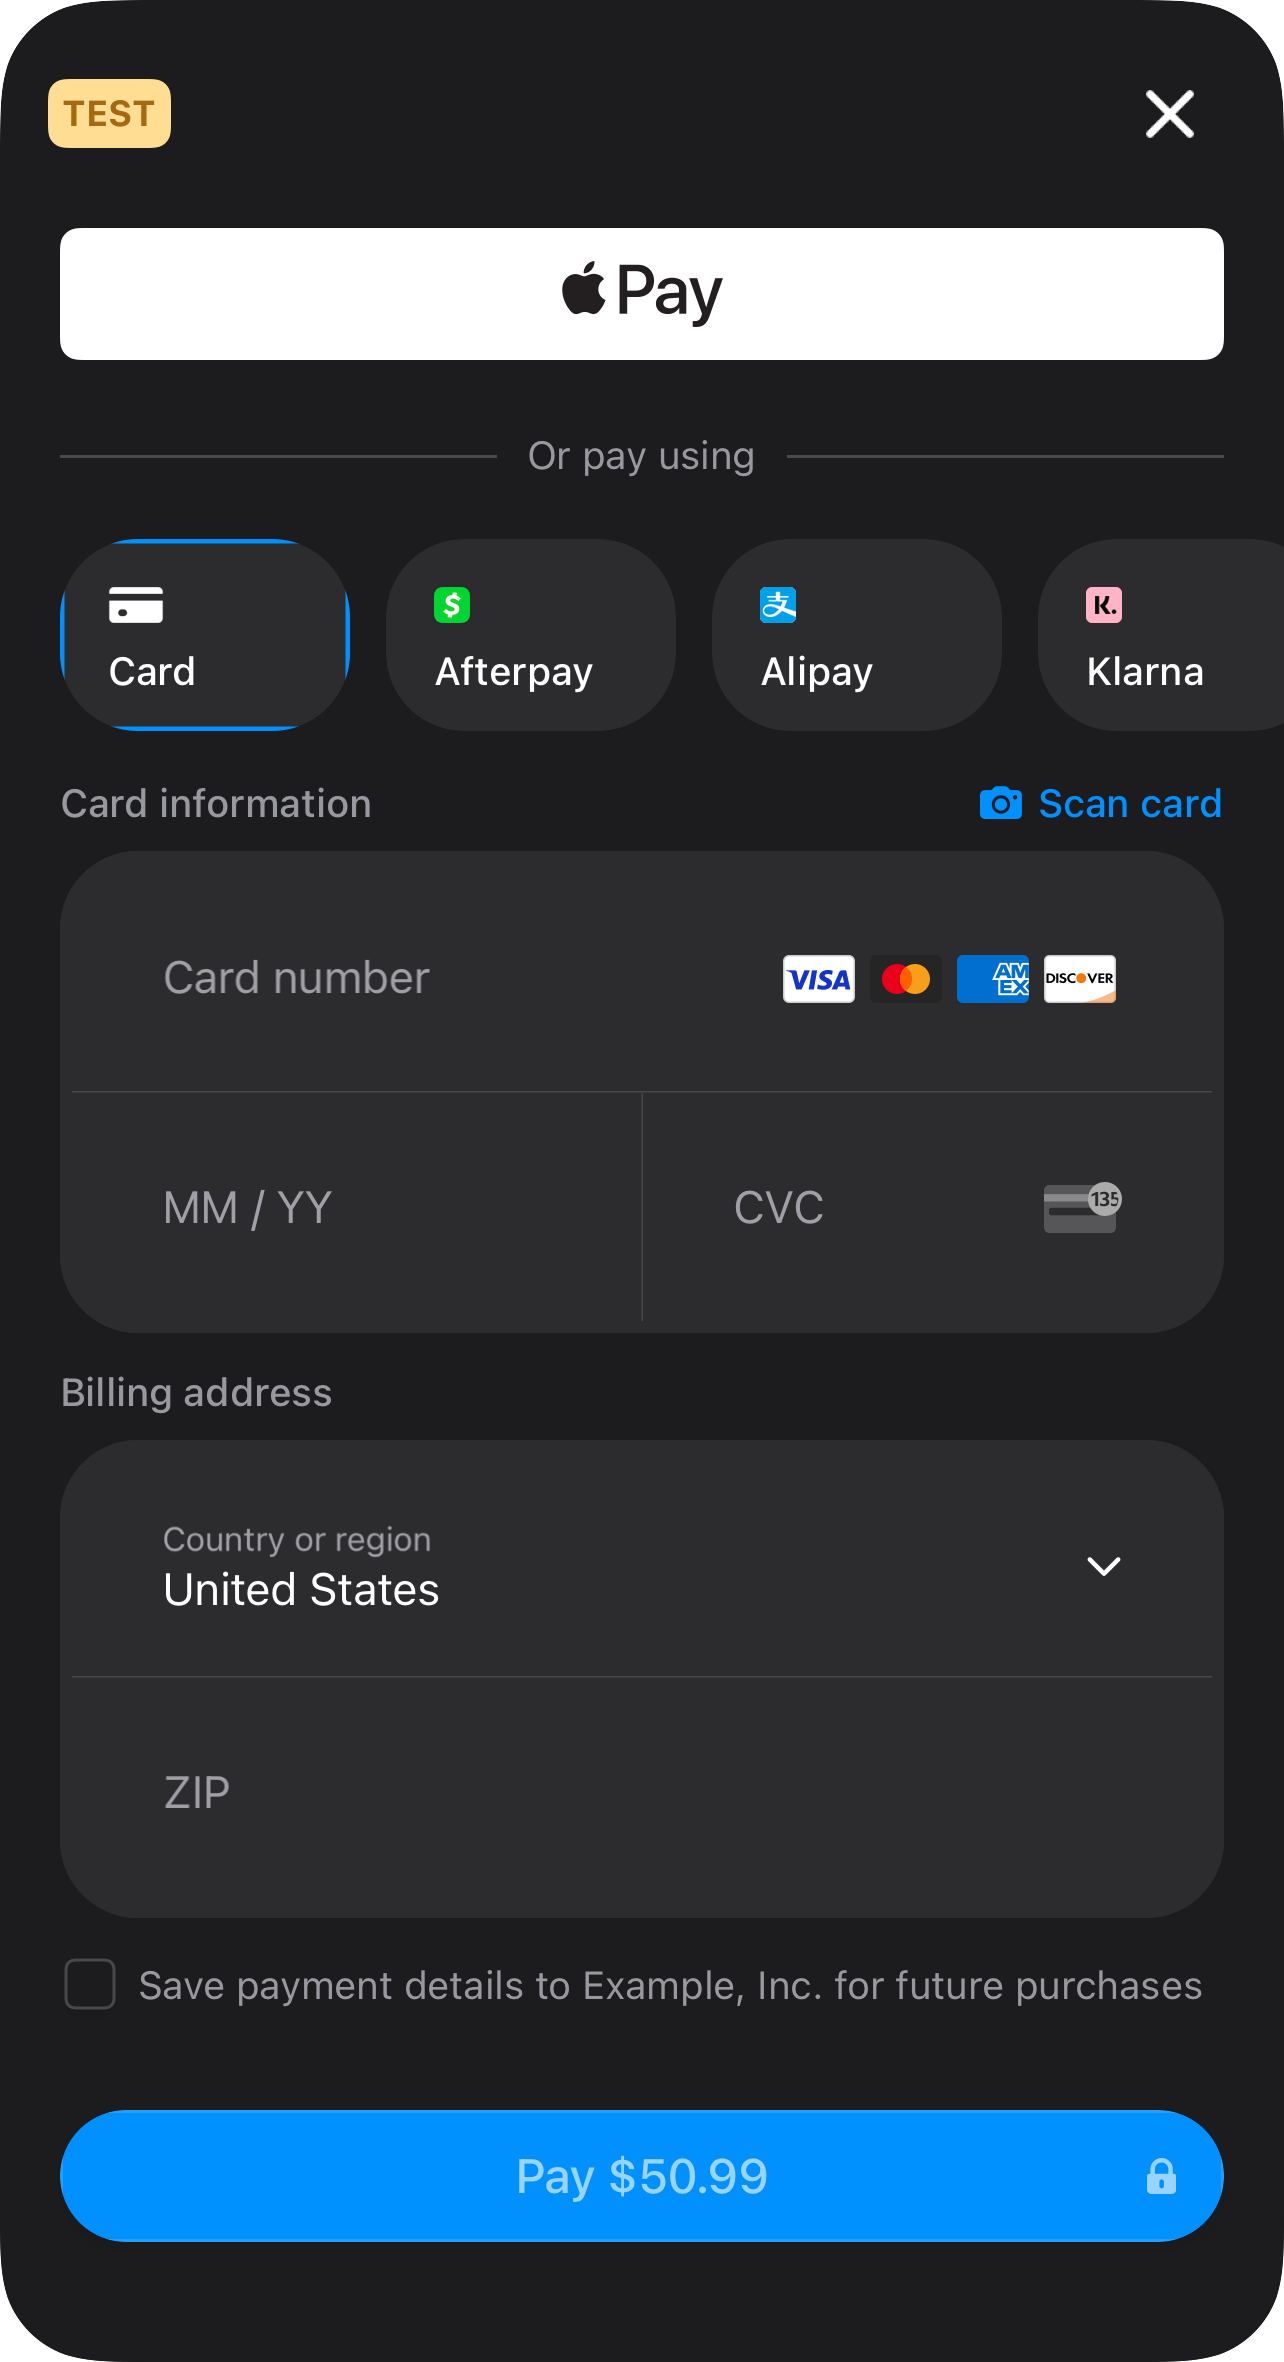 TEST
Pay
Or pay using
Card
Afterpay
Alipay
Klarna
Card information
Scan card
Card number
VISA
AM
EX
DISCOVER
MM / YY
CVC
135
Billing address
Country or region
United States
ZIP
Save payment details to Example, Inc. for future purchases
Pay $50.99